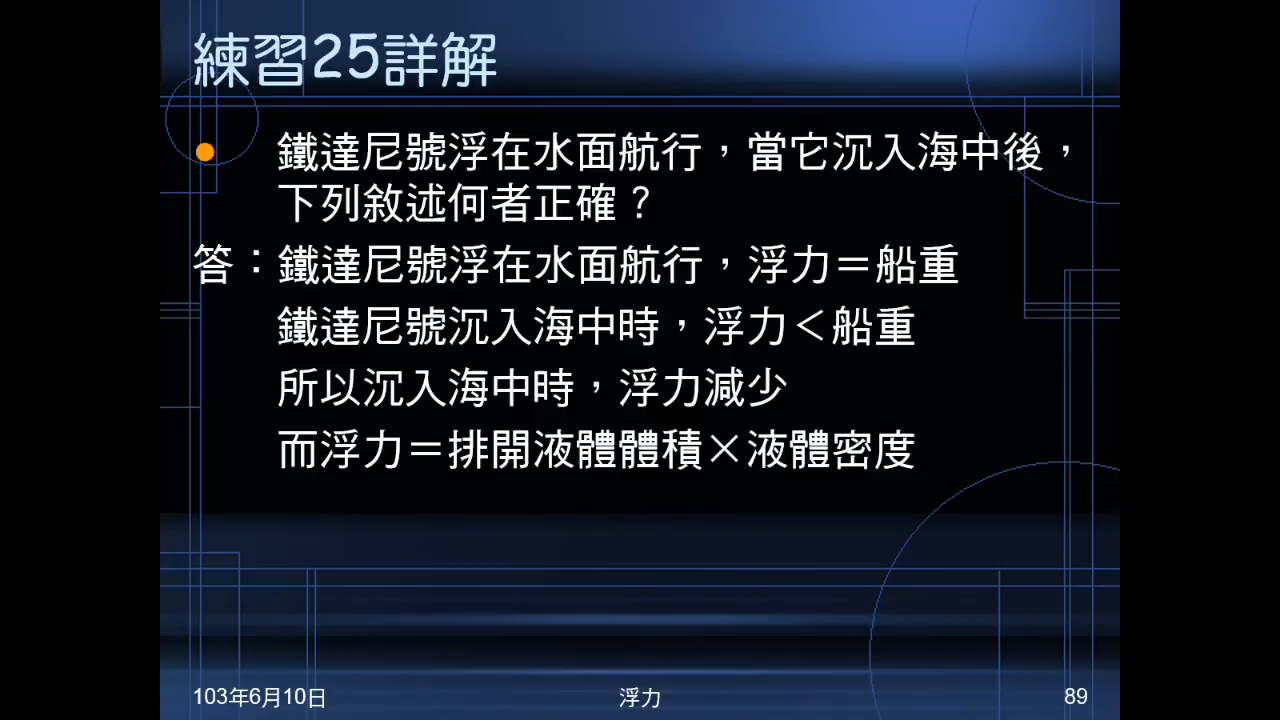 練習25詳解
鐵達尼號浮在水面航行，當它沉入海中後，
下列敘述何者正確？
答：鐵達尼號浮在水面航行，浮力＝船重
鐵達尼號沉入海中時，浮力＜船重
所以沉入海中時，浮力減少
而浮力＝排開液體體積×液體密度
103年6月10日
浮力
89